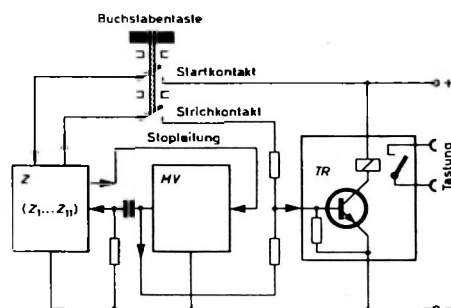 Buchstabentaste
Startkontakt
+
Strichkontakt
Stopleitung
Z
MV
TR
Tastung
(Z₁...Z₁₁)
−